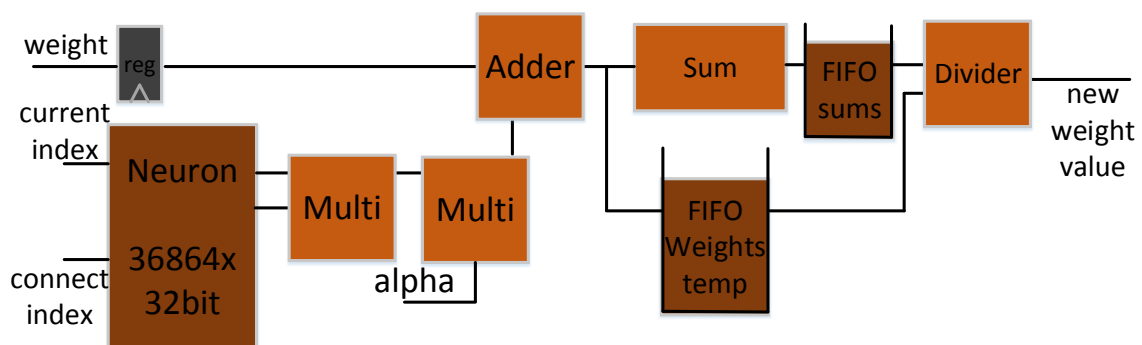 weight
reg
current
index
connect
index
Neuron
36864x
32bit
Multi
Multi
alpha
Adder
Sum
FIFO
sums
FIFO
Weights
temp
Divider
new
weight
value